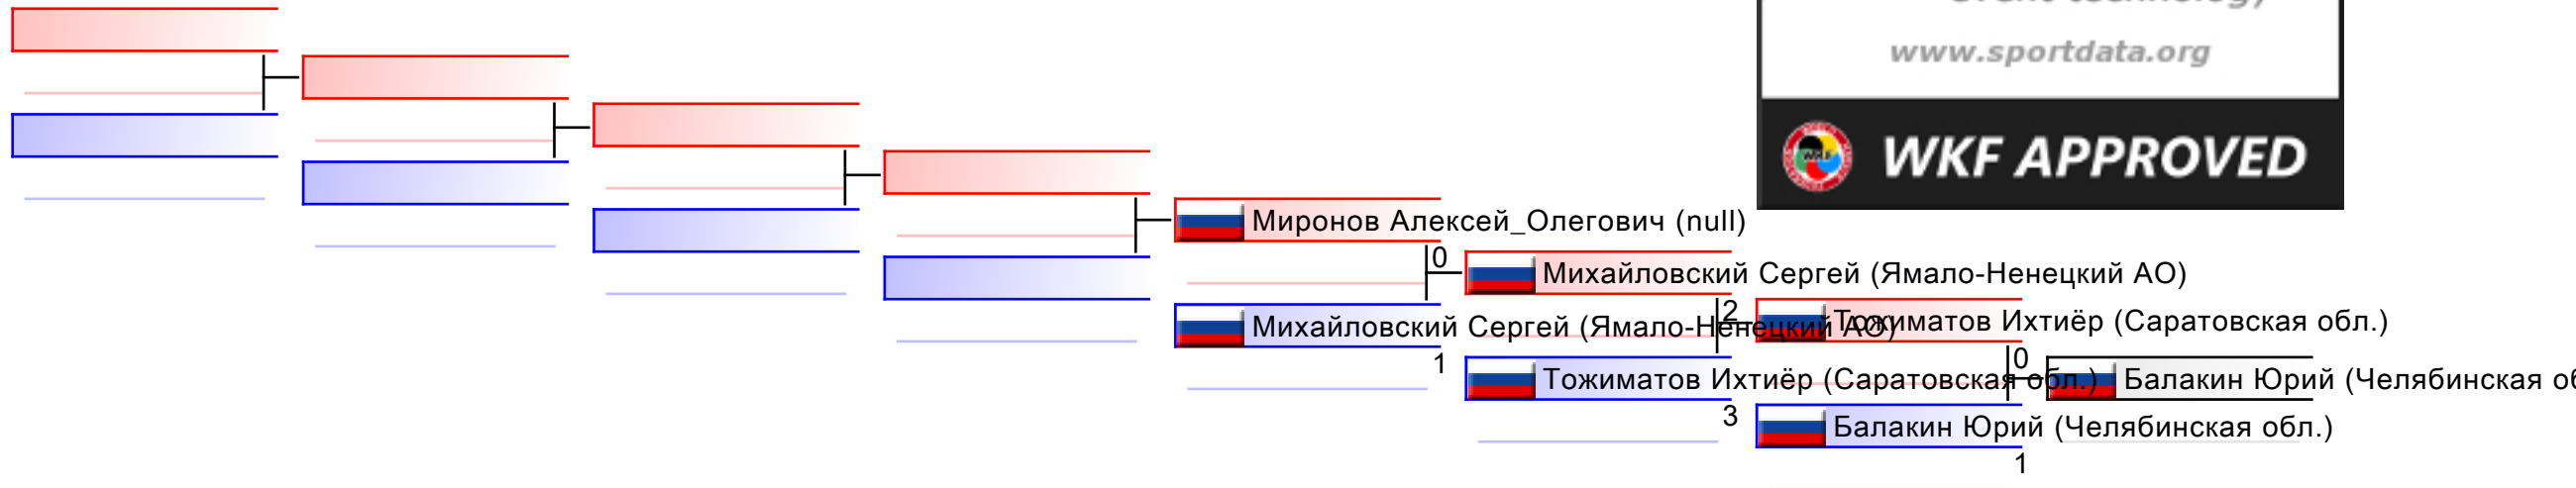 www.sportdata.org
WKF APPROVED
Миронов Алексей_Олегович (null)
0
Михайловский Сергей (Ямало-Ненецкий АО)
Михайловский Сергей (Ямало-Ненецкий АО)
1
2
Тожиматов Ихтиёр (Саратовская обл.)
Тожиматов Ихтиёр (Саратовская обл.)
3
0
Балакин Юрий (Челябинская
Балакин Юрий (Челябинская обл.)
1